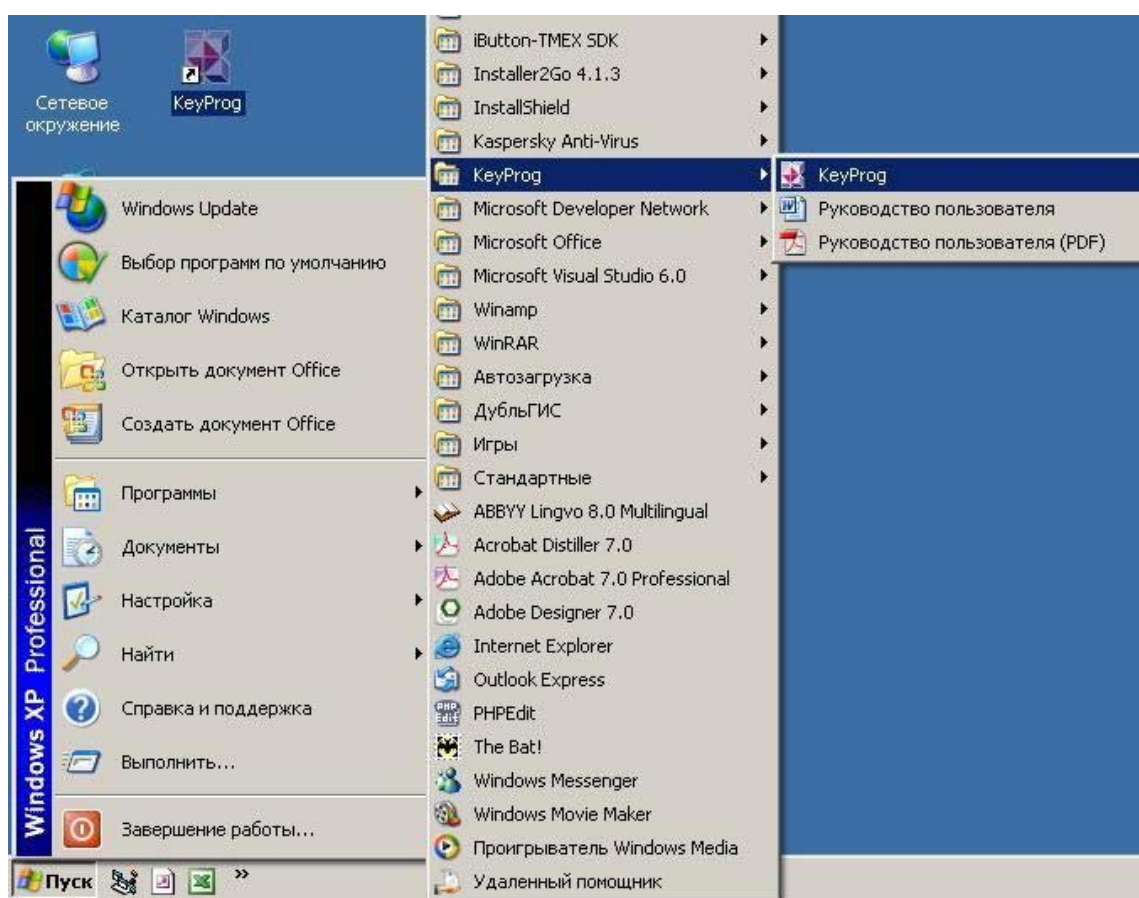 Сетевое
окружение
KeyProg
Windows Update
Выбор программ по умолчанию
Каталог Windows
Открыть документ Office
Создать документ Office
Программы
Документы
Настройка
Найти
Справка и поддержка
Выполнить...
Завершение работы...
Windows XP Professional
Пуск
»
iButton-TMEX SDK
Installer2Go 4.1.3
InstallShield
Kaspersky Anti-Virus
KeyProg
Microsoft Developer Network
Microsoft Office
Microsoft Visual Studio 6.0
Winamp
WinRAR
Автозагрузка
ДубльГИС
Игры
Стандартные
ABBYY Lingvo 8.0 Multilingual
Acrobat Distiller 7.0
Adobe Acrobat 7.0 Professional
Adobe Designer 7.0
Internet Explorer
Outlook Express
PHPEdit
The Bat!
Windows Messenger
Windows Movie Maker
Проигрыватель Windows Media
Удаленный помощник
KeyProg
Руководство пользователя
Руководство пользователя (PDF)